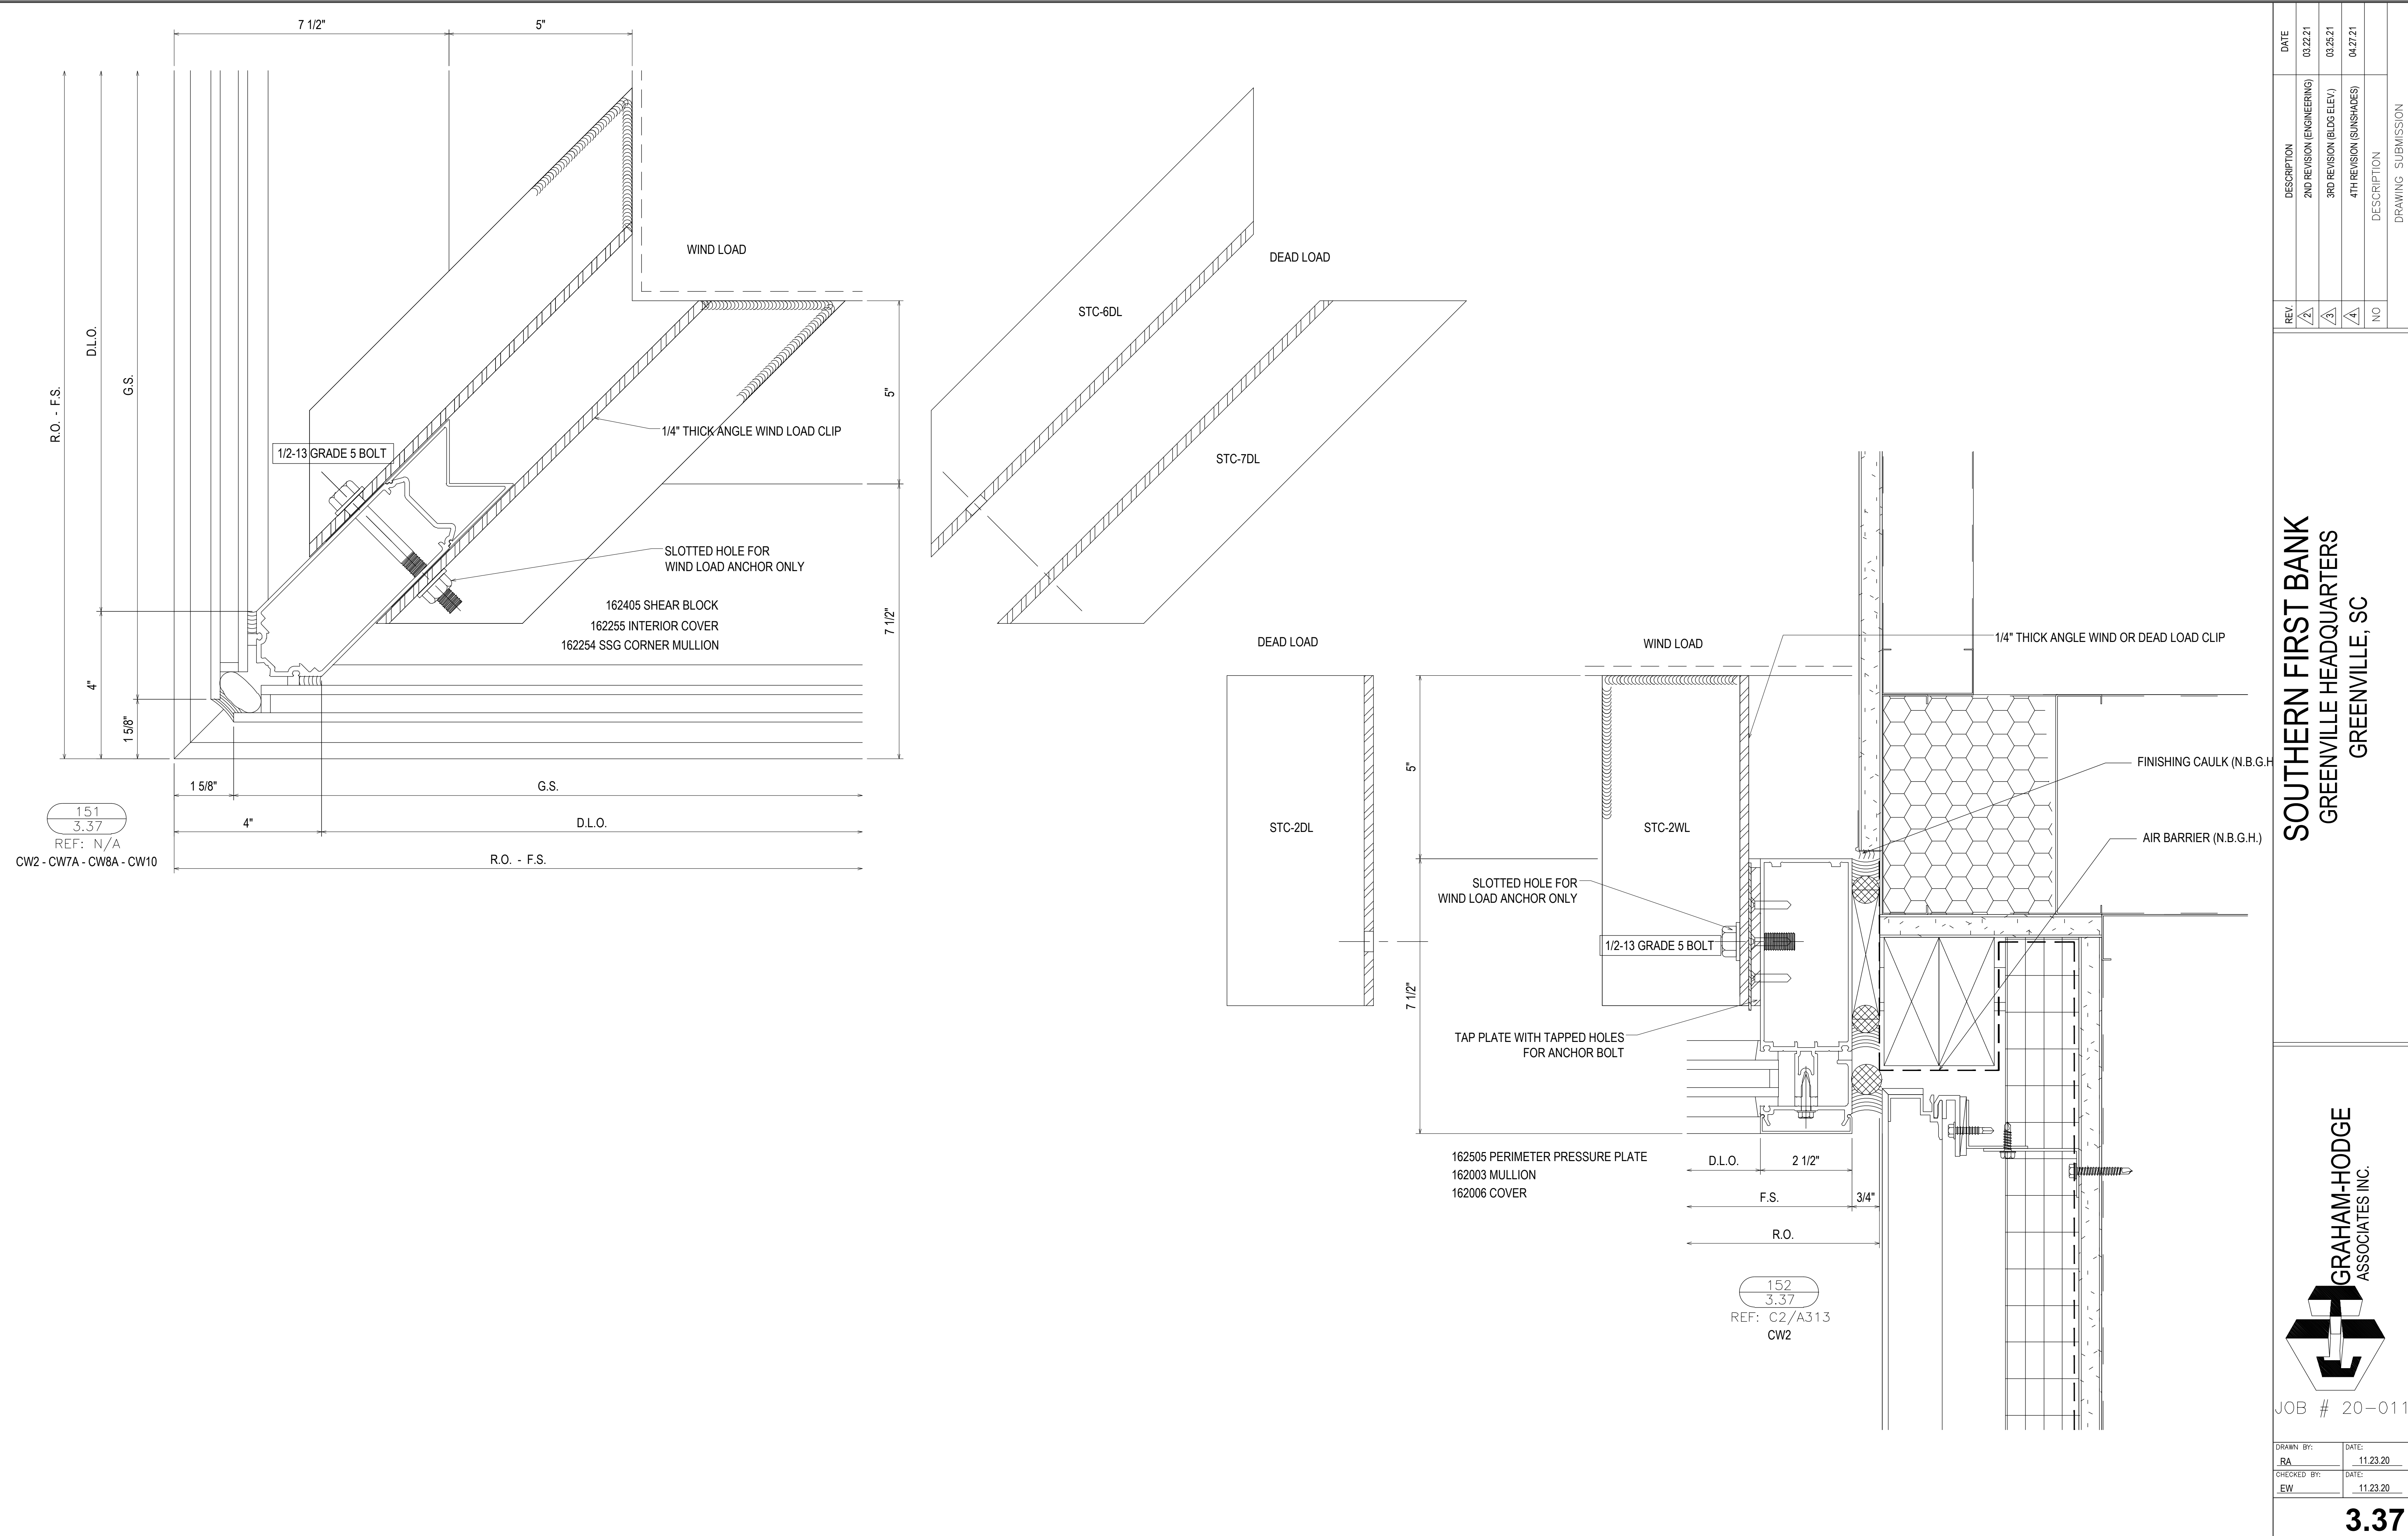 7 1/2"
5"
R.O. - F.S.
D.L.O.
G.S.
4"
1 5/8"
WIND LOAD
1/4" THICK ANGLE WIND LOAD CLIP
1/2-13 GRADE 5 BOLT
SLOTTED HOLE FOR
WIND LOAD ANCHOR ONLY
162405 SHEAR BLOCK
162255 INTERIOR COVER
162254 SSG CORNER MULLION
5"
7 1/2"
1 5/8"
G.S.
4"
D.L.O.
R.O. - F.S.
151
3.37
REF: N/A
CW2 - CW7A - CW8A - CW10
DEAD LOAD
STC-6DL
STC-7DL
DEAD LOAD
STC-2DL
WIND LOAD
STC-2WL
5"
7 1/2"
1/4" THICK ANGLE WIND OR DEAD LOAD CLIP
FINISHING CAULK (N.B.G.H
AIR BARRIER (N.B.G.H.)
SLOTTED HOLE FOR
WIND LOAD ANCHOR ONLY
1/2-13 GRADE 5 BOLT
TAP PLATE WITH TAPPED HOLES
FOR ANCHOR BOLT
162505 PERIMETER PRESSURE PLATE
162003 MULLION
162006 COVER
D.L.O.
2 1/2"
F.S.
3/4"
R.O.
152
3.37
REF: C2/A313
CW2
REV. DESCRIPTION DATE
2 2ND REVISION (ENGINEERING) 03.22.21
3 3RD REVISION (BLDG ELEV.) 03.25.21
4 4TH REVISION (SUNSHADES) 04.27.21
NO DESCRIPTION
DRAWING SUBMISSION
SOUTHERN FIRST BANK
GREENVILLE HEADQUARTERS
GREENVILLE, SC
GRAHAM-HODGE
ASSOCIATES INC.
JOB # 20-011
DRAWN BY: DATE:
RA 11.23.20
CHECKED BY: DATE:
EW 11.23.20
3.37